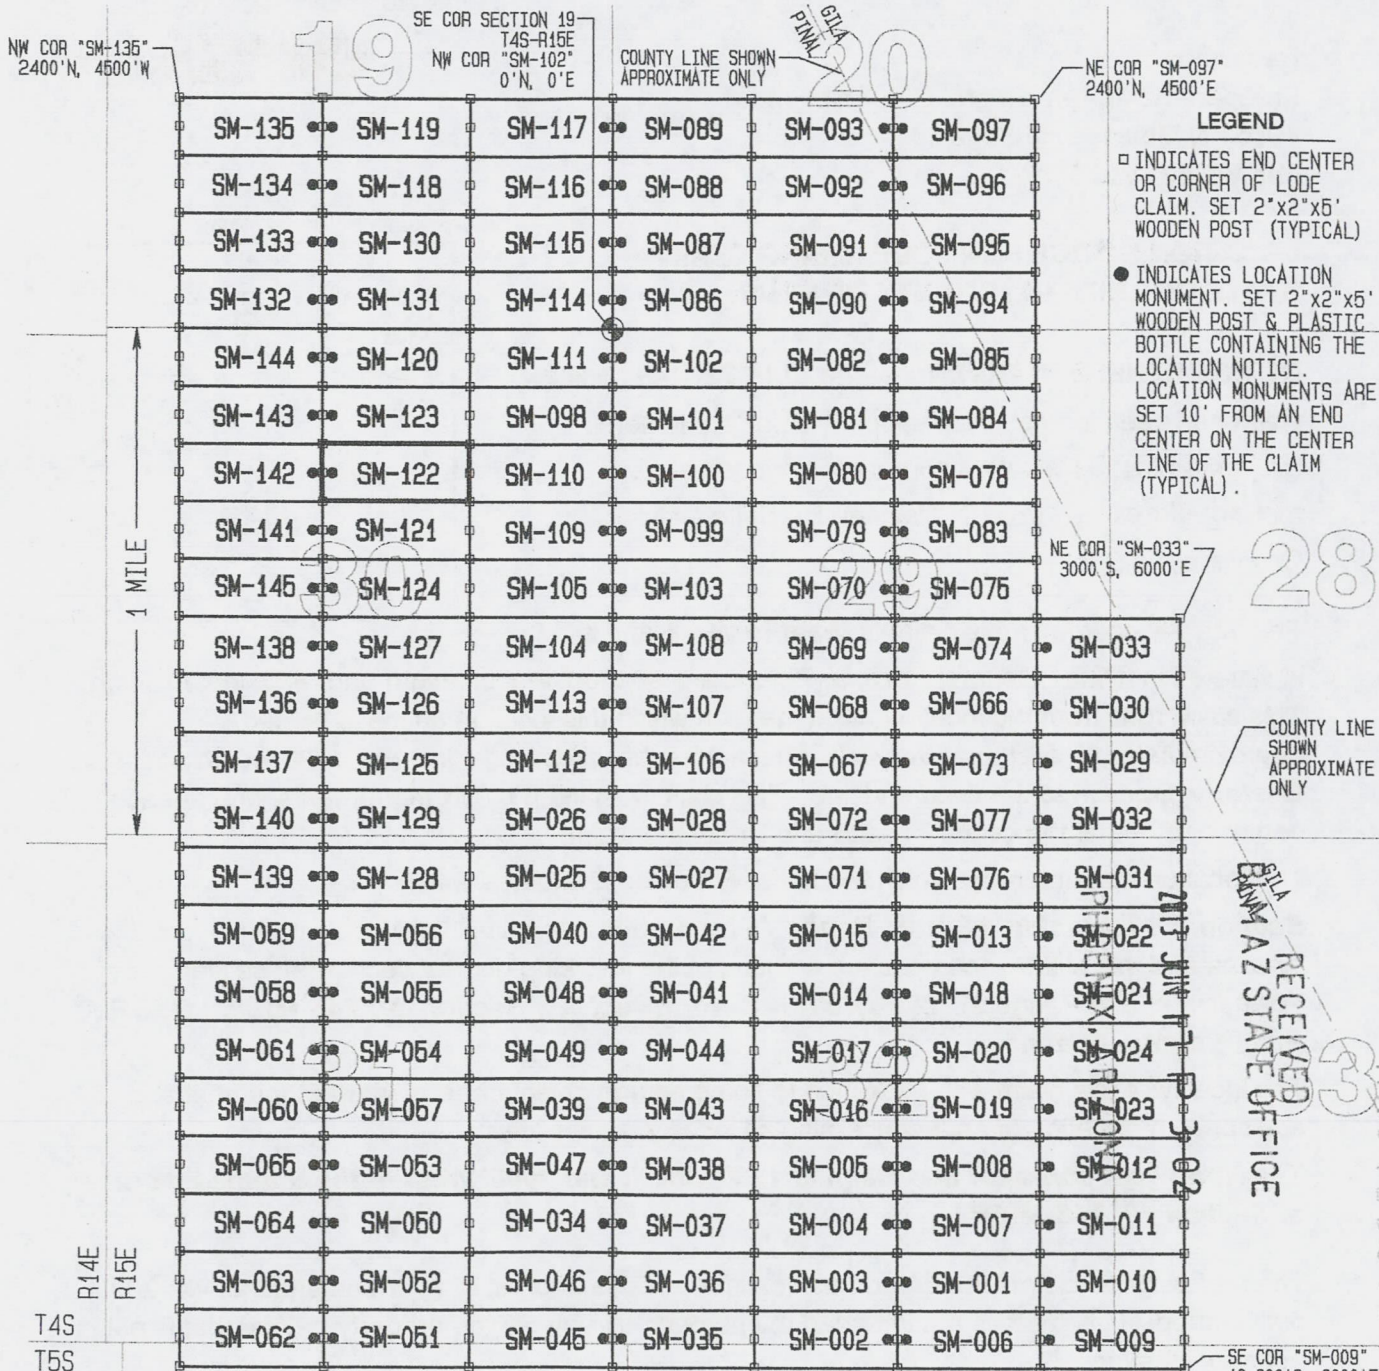 SE COR SECTION 19
T4S-R15E
NW COR "SM-102"
0'N, 0'E
NW COR "SM-135"
2400'N, 4500'W
19
COUNTY LINE SHOWN
APPROXIMATE ONLY
GILA
PINAL
20
NE COR "SM-097"
2400'N, 4500'E
LEGEND
INDICATES END CENTER
OR CORNER OF LODE
CLAIM. SET 2"x2"x5'
WOODEN POST (TYPICAL)
INDICATES LOCATION
MONUMENT. SET 2"x2"x5'
WOODEN POST & PLASTIC
BOTTLE CONTAINING THE
LOCATION NOTICE.
LOCATION MONUMENTS ARE
SET 10' FROM AN END
CENTER ON THE CENTER
LINE OF THE CLAIM
(TYPICAL).
SM-135 SM-119 SM-117 SM-089 SM-093 SM-097
SM-134 SM-118 SM-116 SM-088 SM-092 SM-096
SM-133 SM-130 SM-115 SM-087 SM-091 SM-095
SM-132 SM-131 SM-114 SM-086 SM-090 SM-094
SM-144 SM-120 SM-111 SM-102 SM-082 SM-085
SM-143 SM-123 SM-098 SM-101 SM-081 SM-084
SM-142 SM-122 SM-110 SM-100 SM-080 SM-078
SM-141 SM-121 SM-109 SM-099 SM-079 SM-083
1 MILE
30
29
28
NE COR "SM-033"
3000'S, 6000'E
SM-145 SM-124 SM-105 SM-103 SM-070 SM-075
SM-138 SM-127 SM-104 SM-108 SM-069 SM-074 SM-033
SM-136 SM-126 SM-113 SM-107 SM-068 SM-066 SM-030
SM-137 SM-125 SM-112 SM-106 SM-067 SM-073 SM-029
SM-140 SM-129 SM-026 SM-028 SM-072 SM-077 SM-032
COUNTY LINE
SHOWN
APPROXIMATE
ONLY
SM-139 SM-128 SM-025 SM-027 SM-071 SM-076 SM-031
SM-059 SM-056 SM-040 SM-042 SM-015 SM-013 SM-022
SM-058 SM-055 SM-048 SM-041 SM-014 SM-018 SM-021
SM-061 SM-054 SM-049 SM-044 SM-017 SM-020 SM-024
SM-060 SM-057 SM-039 SM-043 SM-016 SM-019 SM-023
SM-065 SM-053 SM-047 SM-038 SM-005 SM-008 SM-012
SM-064 SM-050 SM-034 SM-037 SM-004 SM-007 SM-011
SM-063 SM-052 SM-046 SM-036 SM-003 SM-001 SM-010
SM-062 SM-051 SM-045 SM-035 SM-002 SM-006 SM-009
31
32
33
GILA
RECEIVED
BLM AZ STATE OFFICE
2013 JUN 17 P 3:02
PHOENIX, ARIZONA
R14E
R15E
T4S
T5S
SE COR "SM-009"